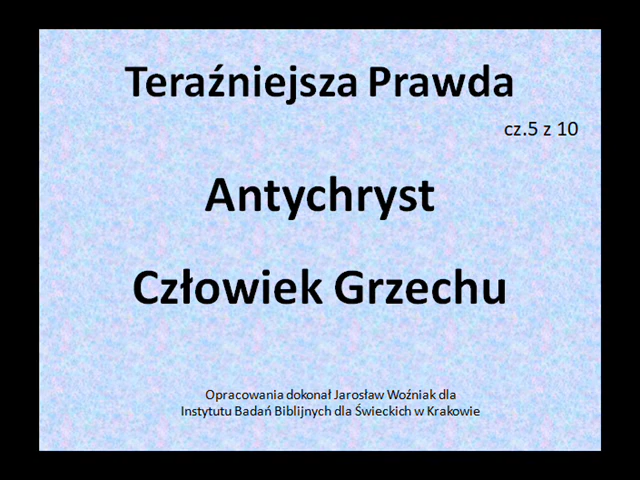 Teraźniejsza Prawda
cz.5 z 10
Antychryst
Człowiek Grzechu
Opracowania dokonał Jarosław Woźniak dla
Instytutu Badań Biblijnych dla Świeckich w Krakowie